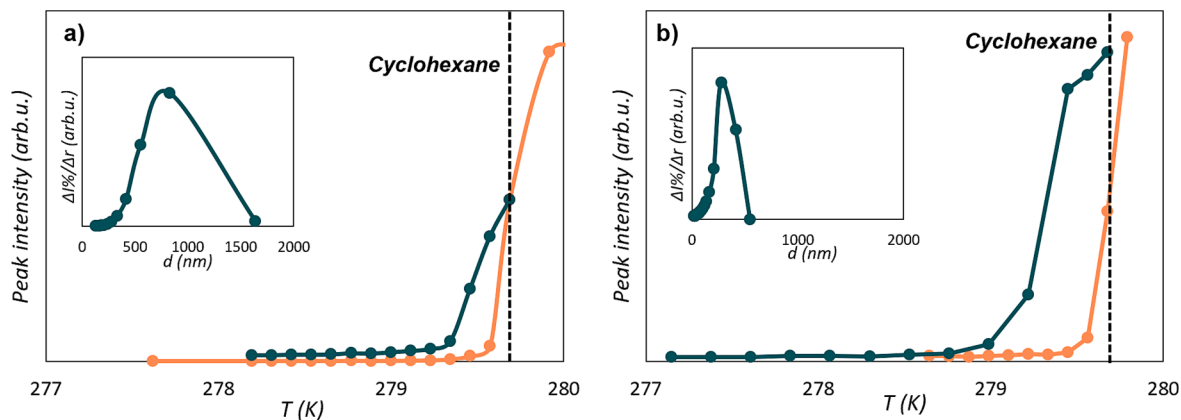 a)
Cyclohexane
Peak intensity (arb.u.)
ΔI%/Δr (arb.u.)
0 500 1000 1500 2000
d (nm)
277 278 279 280
T (K)
b)
Cyclohexane
Peak intensity (arb.u.)
ΔI%/Δr (arb.u.)
0 1000 2000
d (nm)
277 278 279 280
T (K)